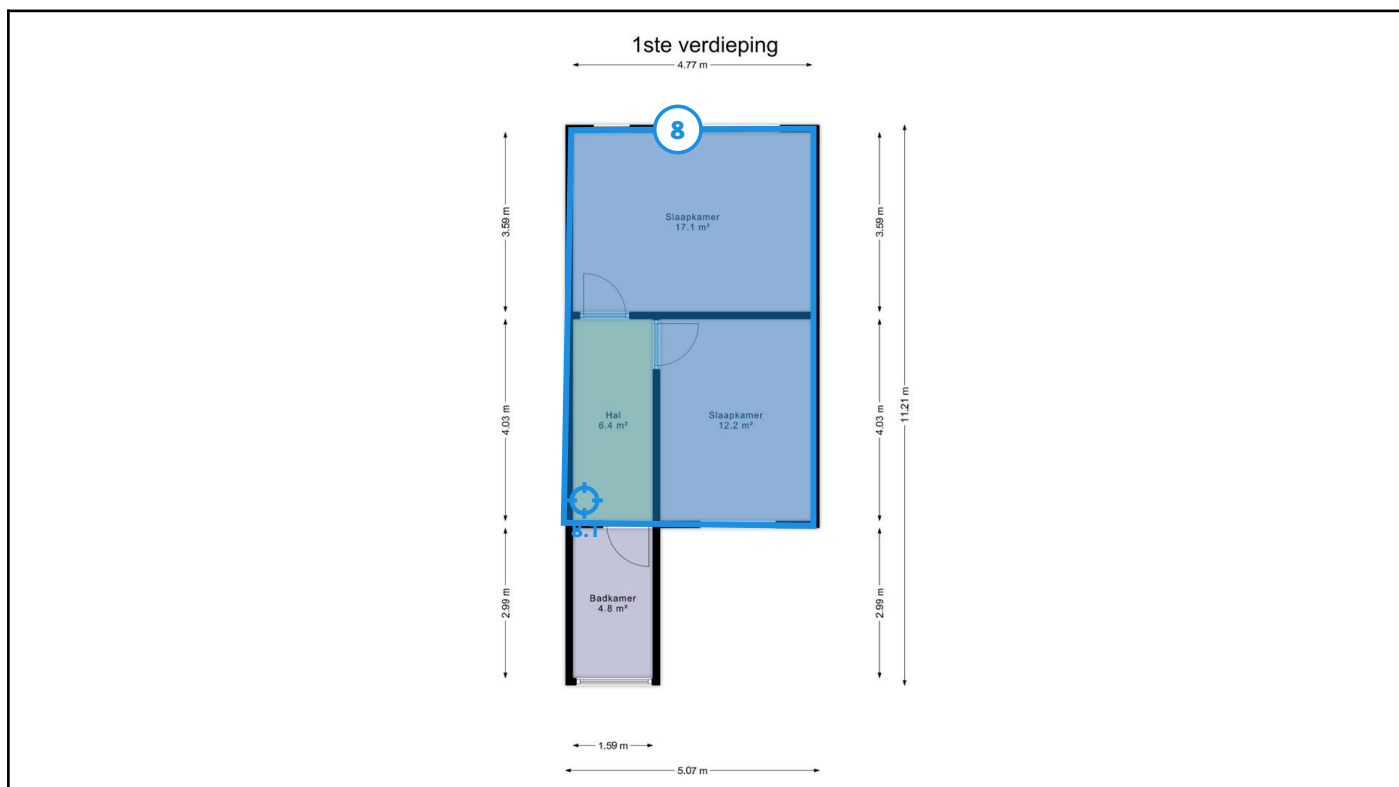 1ste verdieping
4.77 m
8
3.59 m
3.59 m
Slaapkamer
17.1 m²
11.21 m
4.03 m
4.03 m
Hal
6.4 m²
Slaapkamer
12.2 m²
8.1
2.99 m
2.99 m
Badkamer
4.8 m²
1.59 m
5.07 m